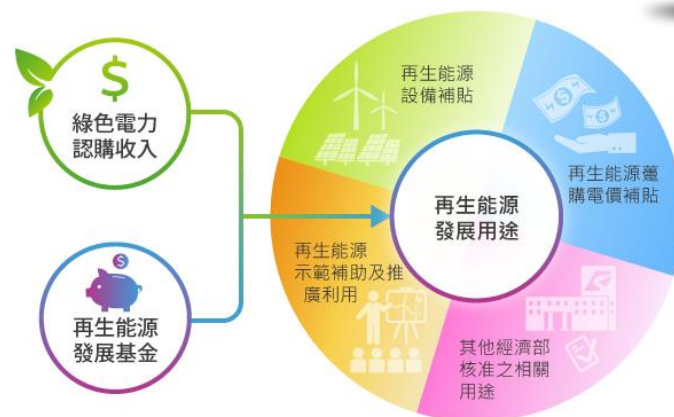 $
綠色電力
認購收入
$
再生能源
發展基金
再生能源
設備補貼
$
$
再生能源躉
購電價補貼
再生能源
發展用途
再生能源
示範補助及推
廣利用
其他經濟部
核准之相關
用途